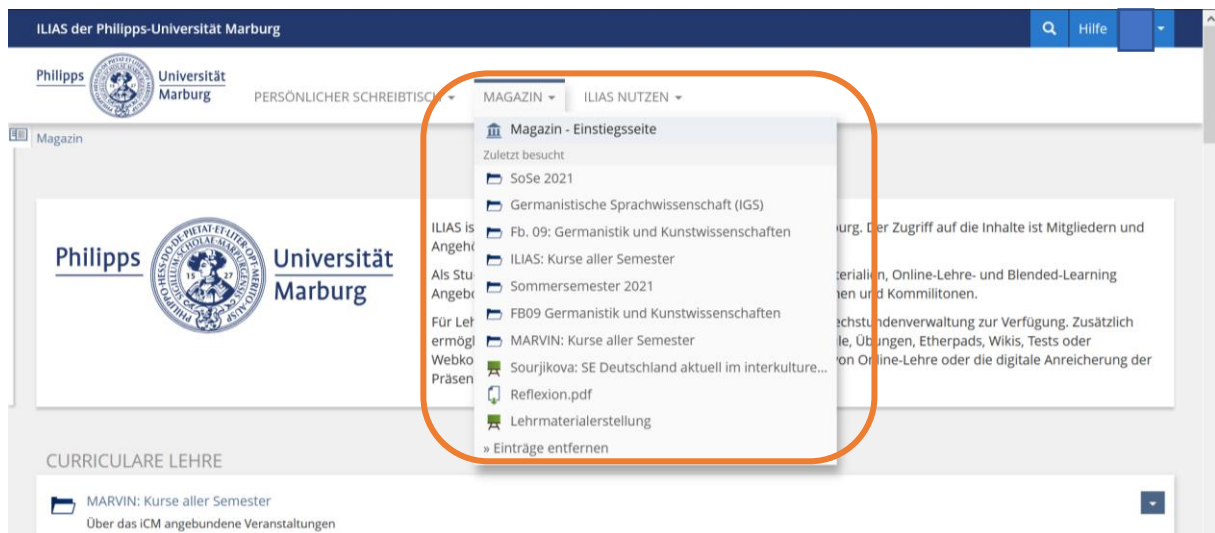 ILIAS der Philipps-Universität Marburg
Hilfe
Philipps Universität
Marburg
PERSÖNLICHER SCHREIBTISCH MAGAZIN ILIAS NUTZEN
Magazin
Magazin - Einstiegsseite
Zuletzt besucht
SoSe 2021
Germanistische Sprachwissenschaft (IGS)
Fb. 09: Germanistik und Kunstwissenschaften
ILIAS: Kurse aller Semester
Sommersemester 2021
FB09 Germanistik und Kunstwissenschaften
MARVIN: Kurse aller Semester
Sourjikova: SE Deutschland aktuell im interkulture...
Reflexion.pdf
Lehrmaterialerstellung
» Einträge entfernen
Philipps Universität
Marburg
ILIAS is urg. Der Zugriff auf die Inhalte ist Mitgliedern und
Angehö
Als Stu terialien, Online-Lehre- und Blended-Learning
Angebo nen und Kommilitonen.
Für Leh echstundenverwaltung zur Verfügung. Zusätzlich
ermögl le, Übungen, Etherpads, Wikis, Tests oder
Webko von Online-Lehre oder die digitale Anreicherung der
Präsen
CURRICULARE LEHRE
MARVIN: Kurse aller Semester
Über das iCM angebundene Veranstaltungen